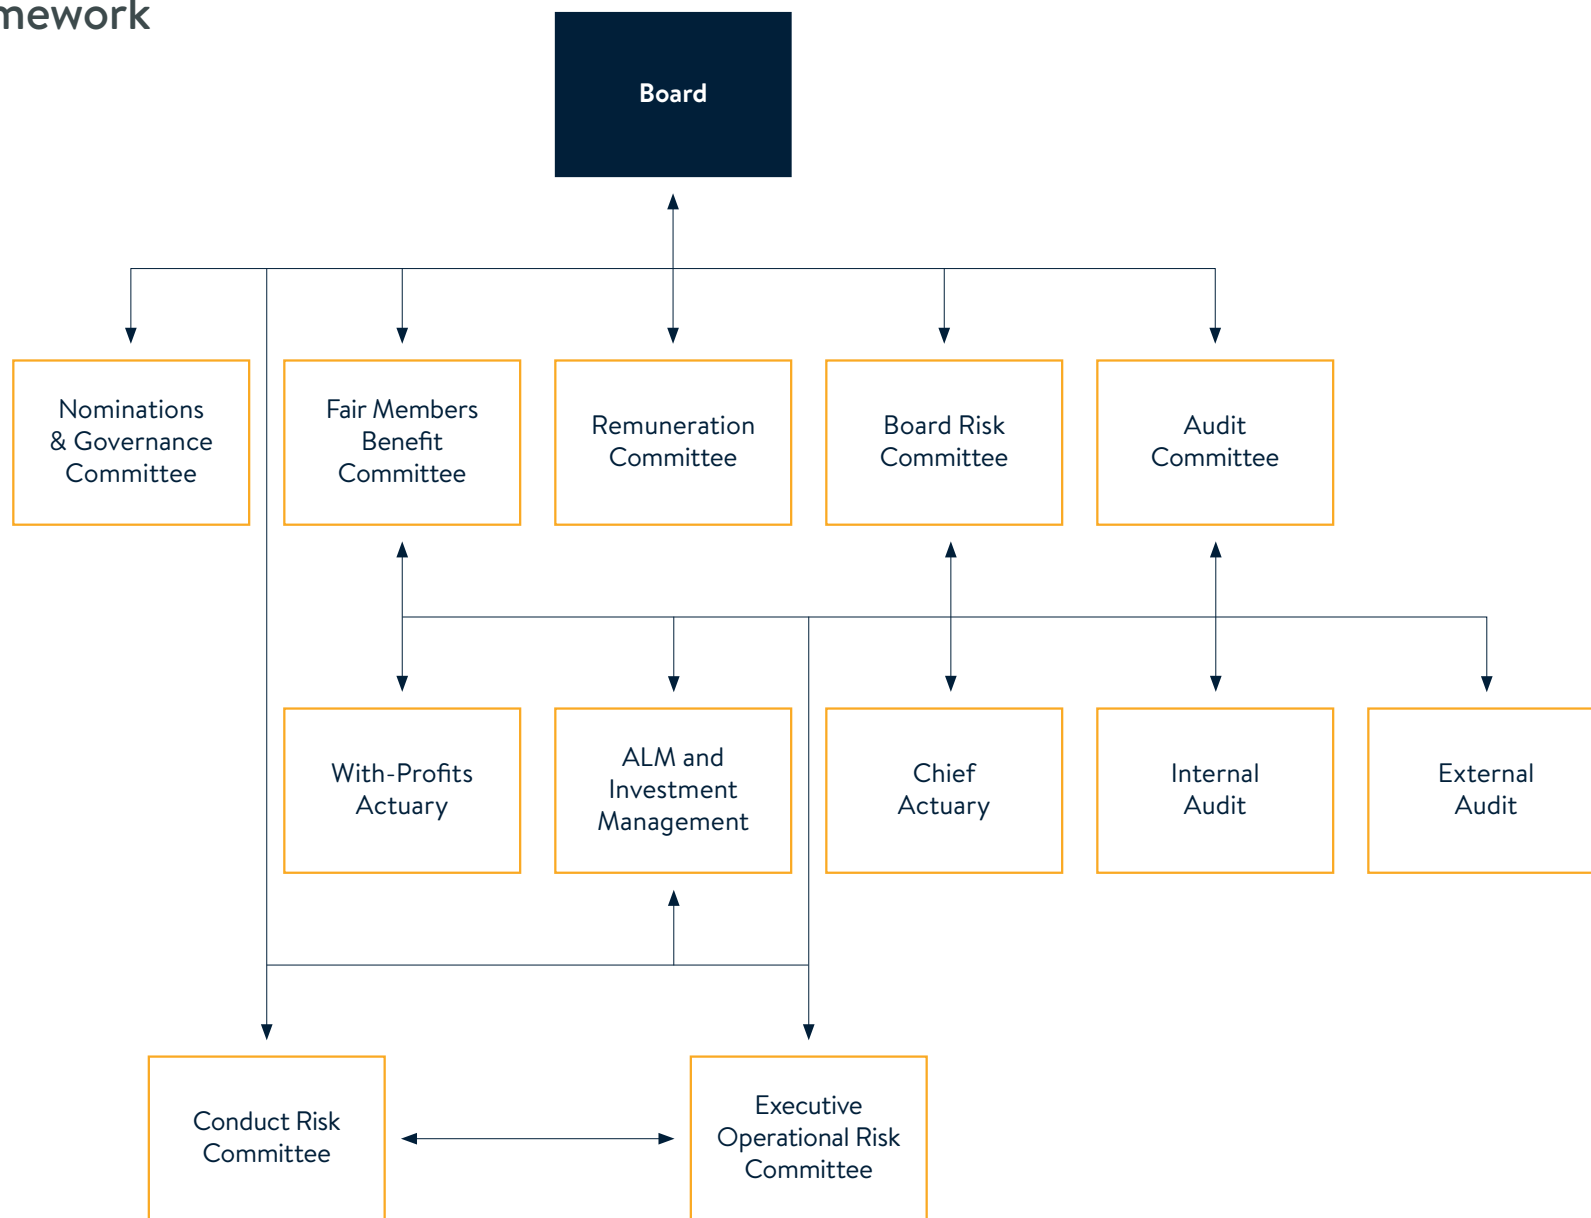 mework
Board
Nominations
& Governance
Committee
Fair Members
Benefit
Committee
Remuneration
Committee
Board Risk
Committee
Audit
Committee
With-Profits
Actuary
ALM and
Investment
Management
Chief
Actuary
Internal
Audit
External
Audit
Conduct Risk
Committee
Executive
Operational Risk
Committee